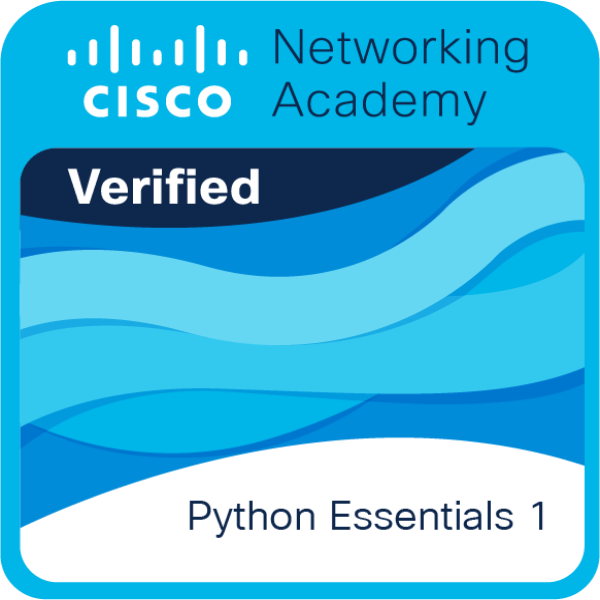 Networking
CISCO Academy
Verified
Python Essentials 1